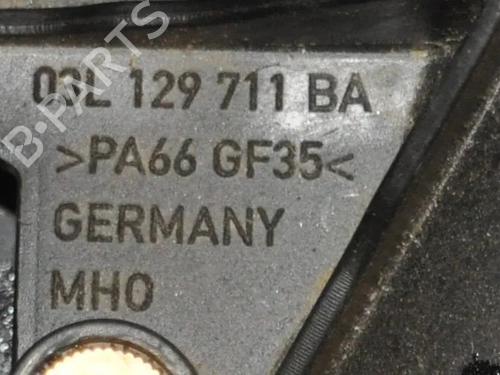 03L 129 711 BA
>PA66 GF35<
GERMANY
MHO
B-PARTS